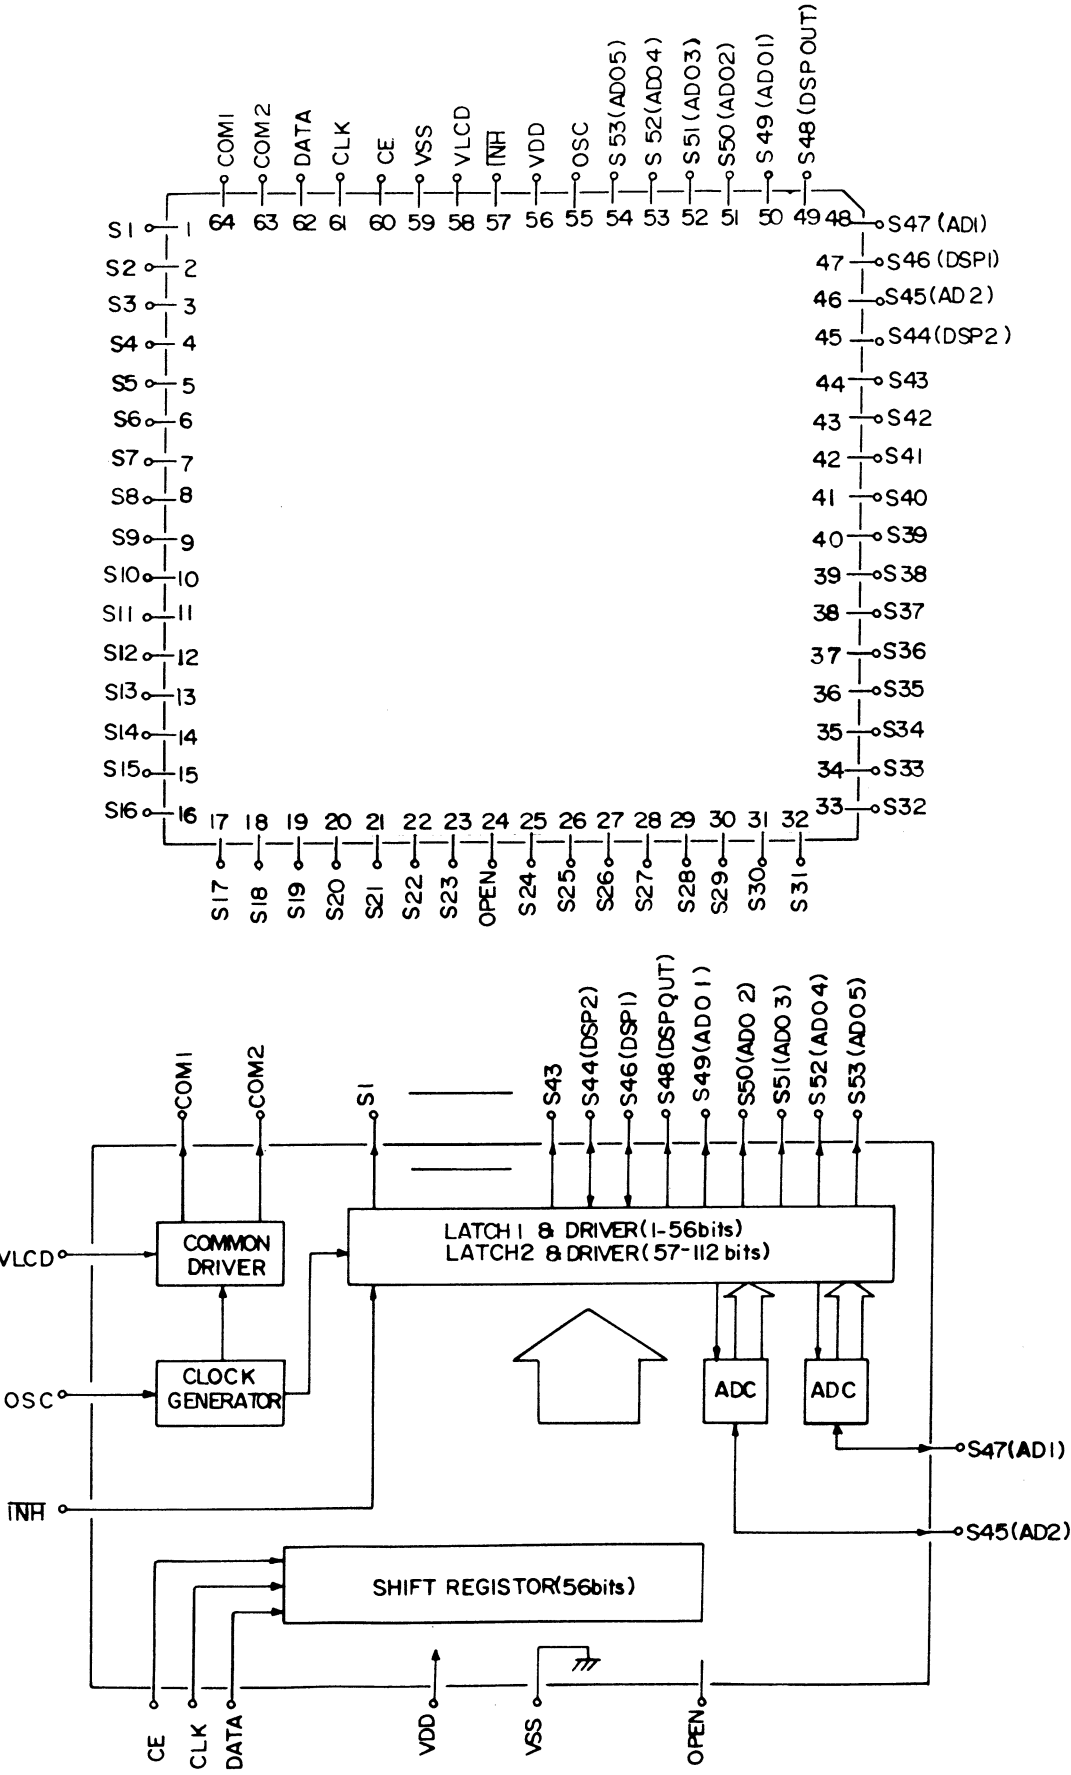 COM1 COM2 DATA CLK CE VSS VLCD INH VDD OSC S53(ADO5) S52(ADO4) S51(ADO3) S50(ADO2) S49(ADO1) S48(DSPOUT)
64 63 62 61 60 59 58 57 56 55 54 53 52 51 50 49 48 S47(AD1)
S1 1
47 S46(DSP1)
S2 2
46 S45(AD2)
S3 3
45 S44(DSP2)
S4 4
44 S43
S5 5
43 S42
S6 6
42 S41
S7 7
41 S40
S8 8
40 S39
S9 9
39 S38
S10 10
38 S37
S11 11
37 S36
S12 12
36 S35
S13 13
35 S34
S14 14
34 S33
S15 15
33 S32
S16 16
17 18 19 20 21 22 23 24 25 26 27 28 29 30 31 32
S17 S18 S19 S20 S21 S22 S23 OPEN S24 S25 S26 S27 S28 S29 S30 S31
COM1 COM2 S1 S43 S44(DSP2) S46(DSP1) S48(DSPOUT) S49(ADO1) S50(ADO2) S51(ADO3) S52(ADO4) S53(ADO5)
LATCH1 & DRIVER(1-56bits)
LATCH2 & DRIVER(57-112bits)
VLCD
COMMON
DRIVER
OSC
CLOCK
GENERATOR
ADC ADC
S47(AD1)
INH
S45(AD2)
SHIFT REGISTOR(56bits)
CE CLK DATA VDD VSS OPEN